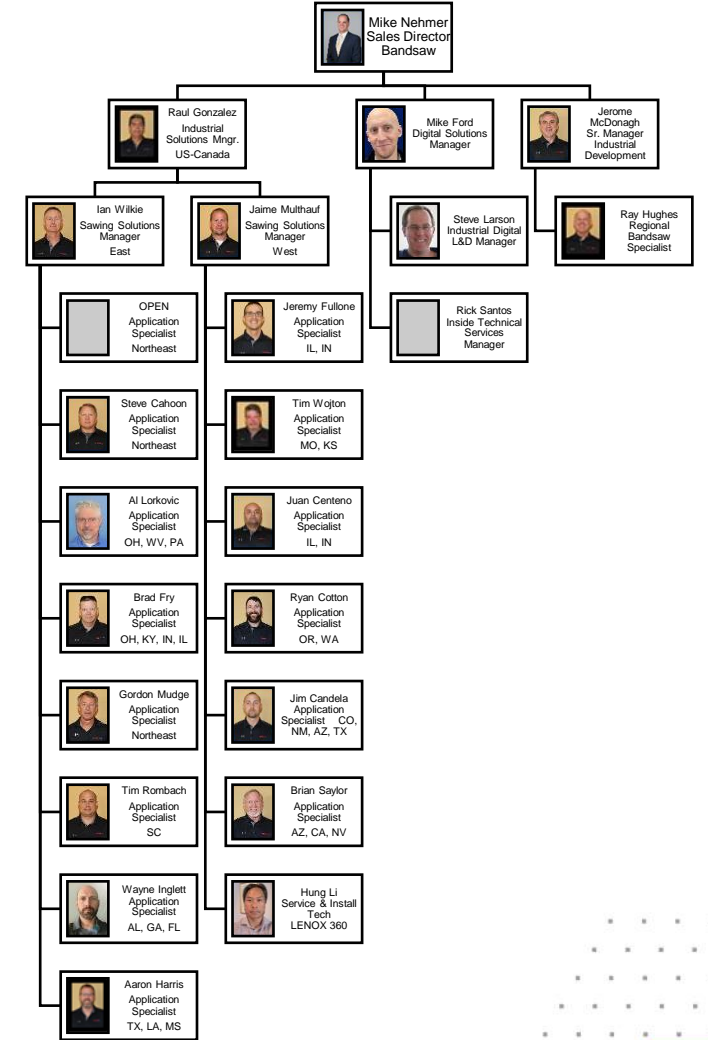 Mike Nehmer
Sales Director
Bandsaw
Raul Gonzalez
Industrial
Solutions Mngr.
US-Canada
Mike Ford
Digital Solutions
Manager
Jerome
McDonagh
Sr. Manager
Industrial
Development
Ian Wilkie
Sawing Solutions
Manager
East
Jaime Multhauf
Sawing Solutions
Manager
West
Steve Larson
Industrial Digital
L&D Manager
Ray Hughes
Regional
Bandsaw
Specialist
OPEN
Application
Specialist
Northeast
Jeremy Fullone
Application
Specialist
IL, IN
Rick Santos
Inside Technical
Services
Manager
Steve Cahoon
Application
Specialist
Northeast
Tim Wojton
Application
Specialist
MO, KS
Al Lorkovic
Application
Specialist
OH, WV, PA
Juan Centeno
Application
Specialist
IL, IN
Brad Fry
Application
Specialist
OH, KY, IN, IL
Ryan Cotton
Application
Specialist
OR, WA
Gordon Mudge
Application
Specialist
Northeast
Jim Candela
Application
Specialist CO,
NM, AZ, TX
Tim Rombach
Application
Specialist
SC
Brian Saylor
Application
Specialist
AZ, CA, NV
Wayne Inglett
Application
Specialist
AL, GA, FL
Hung Li
Service & Install
Tech
LENOX 360
Aaron Harris
Application
Specialist
TX, LA, MS